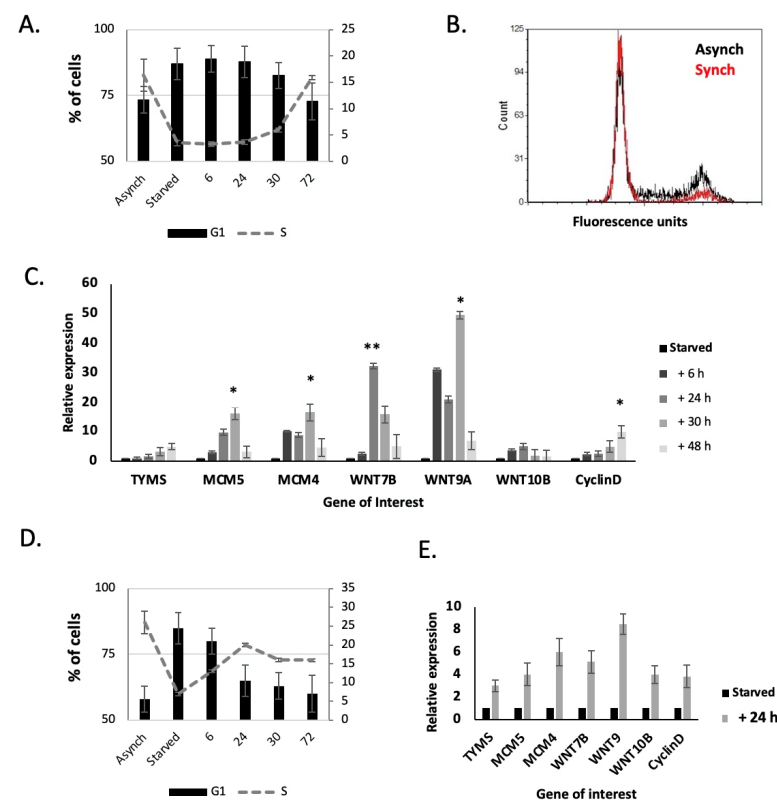 A.
100
75
50
% of cells
25
20
15
10
5
0
Asynch
Starved
6
24
30
72
G1
S
B.
125
94
63
31
0
Count
Asynch
Synch
Fluorescence units
C.
60
50
40
30
20
10
0
Relative expression
*
*
**
*
*
TYMS MCM5 MCM4 WNT7B WNT9A WNT10B CyclinD
Gene of Interest
Starved
+ 6 h
+ 24 h
+ 30 h
+ 48 h
D.
100
75
50
% of cells
35
30
25
20
15
10
5
0
Asynch
Starved
6
24
30
72
G1
S
E.
10
8
6
4
2
0
Relative expression
TYMS
MCM5
MCM4
WNT7B
WNT9
WNT10B
CyclinD
Gene of interest
Starved
+ 24 h